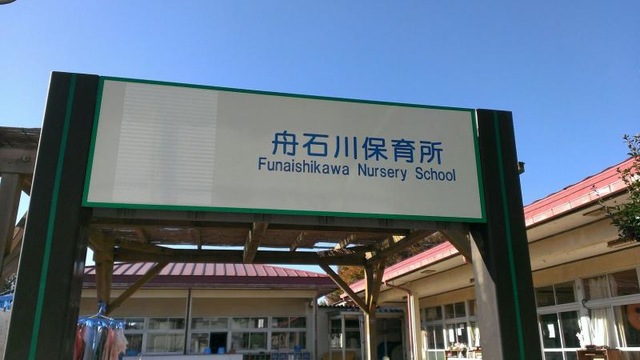 舟石川保育所
Funaishikawa Nursery School